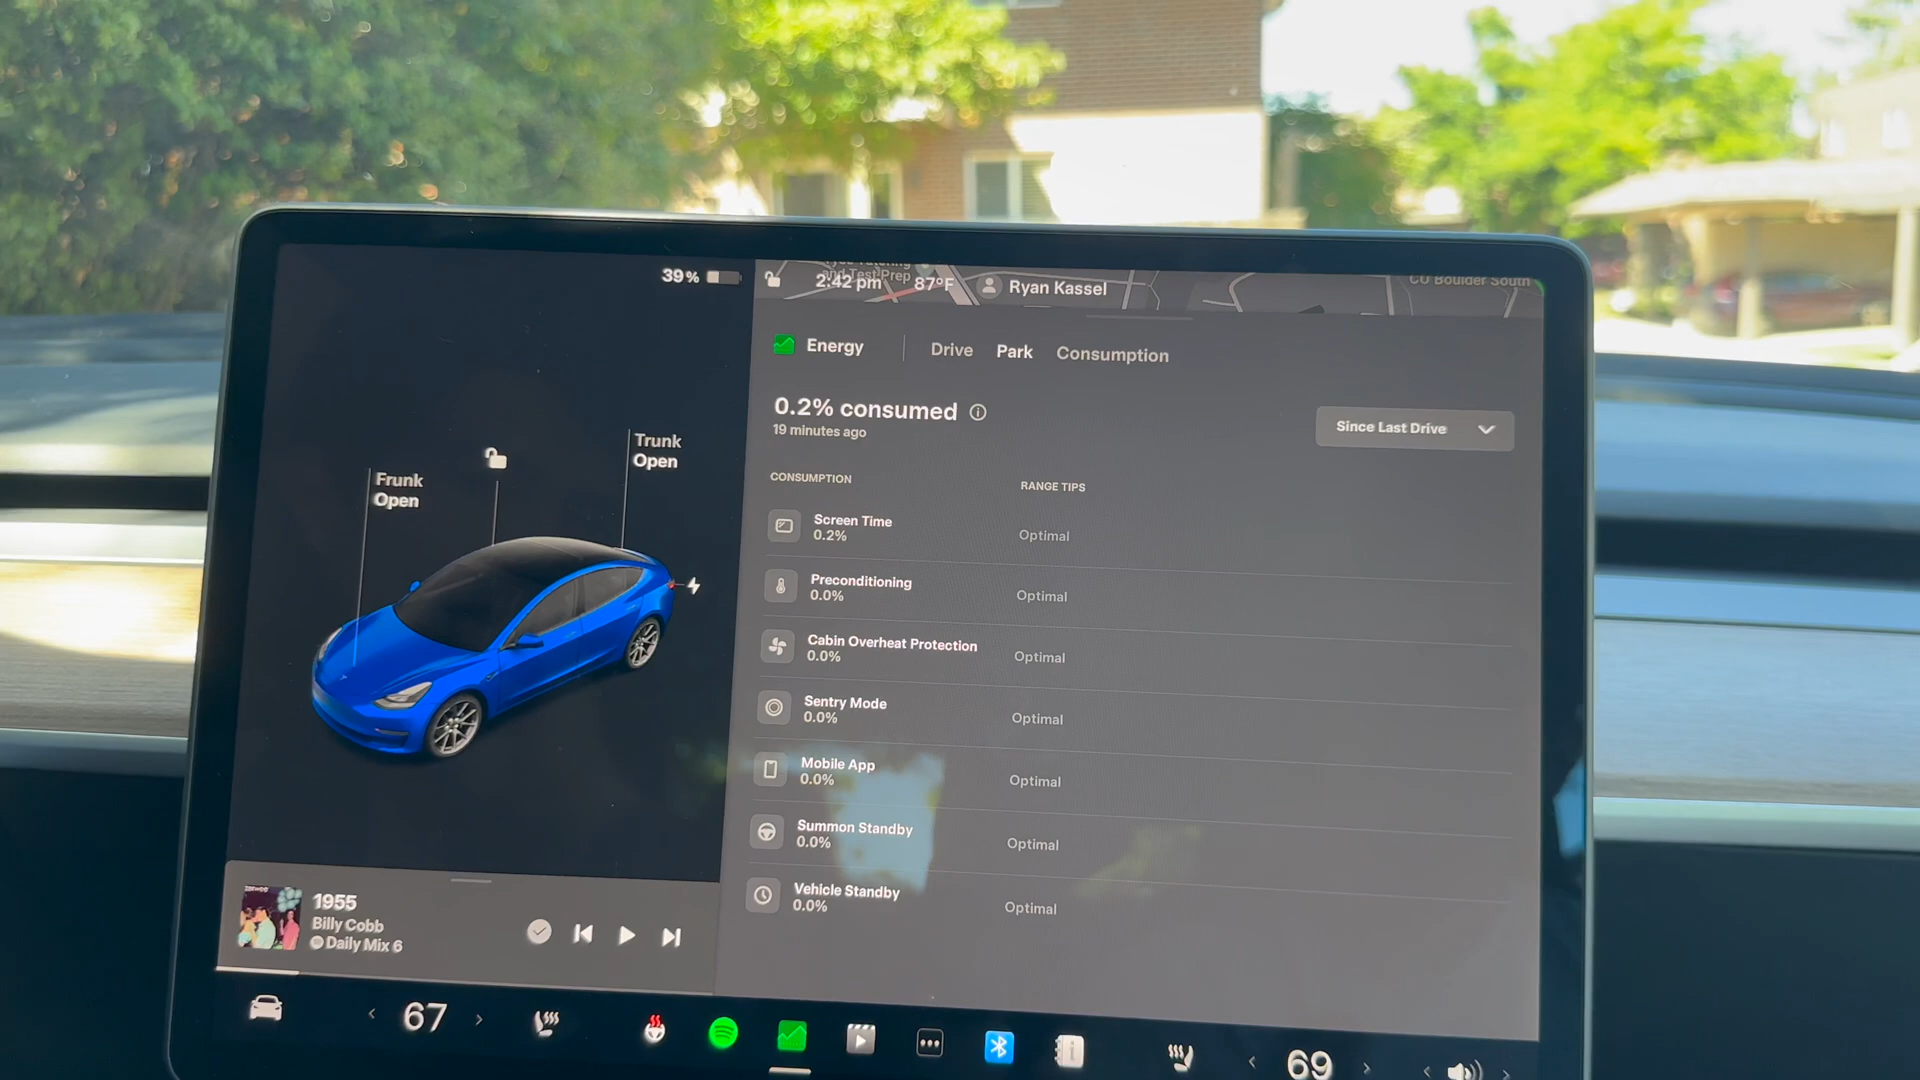 39%
2:42 pm
87°F
Ryan Kassel
and Test Prep
CO Boulder South
Energy
Drive
Park
Consumption
0.2% consumed
19 minutes ago
Since Last Drive
Frunk
Open
Trunk
Open
CONSUMPTION
RANGE TIPS
Screen Time
0.2%
Optimal
Preconditioning
0.0%
Optimal
Cabin Overheat Protection
0.0%
Optimal
Sentry Mode
0.0%
Optimal
Mobile App
0.0%
Optimal
Summon Standby
0.0%
Optimal
Vehicle Standby
0.0%
Optimal
1955
Billy Cobb
Daily Mix 6
67
69